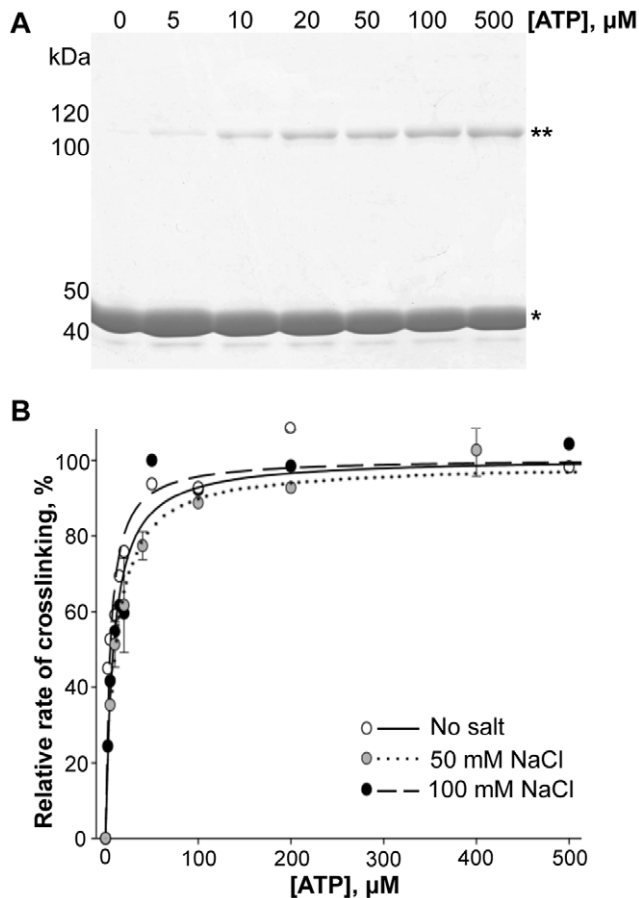 A
0 5 10 20 50 100 500 [ATP], µM
kDa
120
100
**
50
40
*
B
Relative rate of crosslinking, %
100
80
60
40
20
0
No salt
50 mM NaCl
100 mM NaCl
0 100 200 300 400 500
[ATP], µM